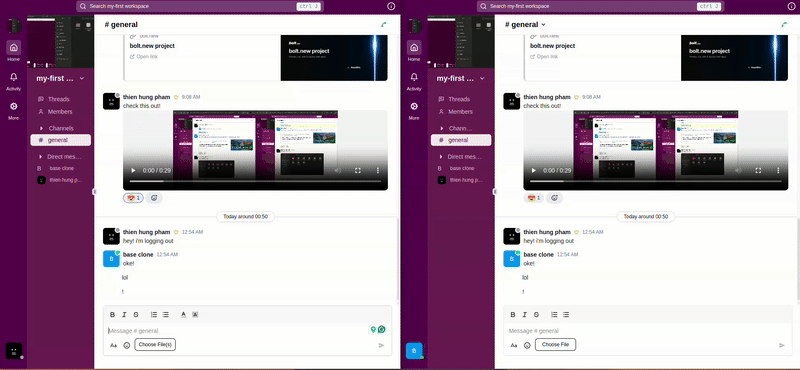 Search my-first workspace
ctrl J
Home
Activity
More
my-first ...
Threads
Members
Channels
# general
Direct mes...
B base clone
thien hung p...
# general
bolt.new
bolt.new project
Open link
thien hung pham 9:08 AM
check this out!
0:00 / 0:29
1
Today around 00:50
thien hung pham 12:54 AM
hey! i'm logging out
B
base clone 12:54 AM
oke!
lol
!
B I S A A
Message # general
Aa Choose File(s)
Search my-first workspace
ctrl J
Home
Activity
More
my-first ...
Threads
Members
Chann...
# general
Direct mes...
B base clone
thien hung p...
B
# general
bolt.new
bolt.new project
Open link
thien hung pham 9:08 AM
check this out!
0:00 / 0:29
1
Today around 00:50
thien hung pham 12:54 AM
hey! i'm logging out
B
base clone 12:54 AM
oke!
lol
!
B I S
Message # general
Aa Choose File